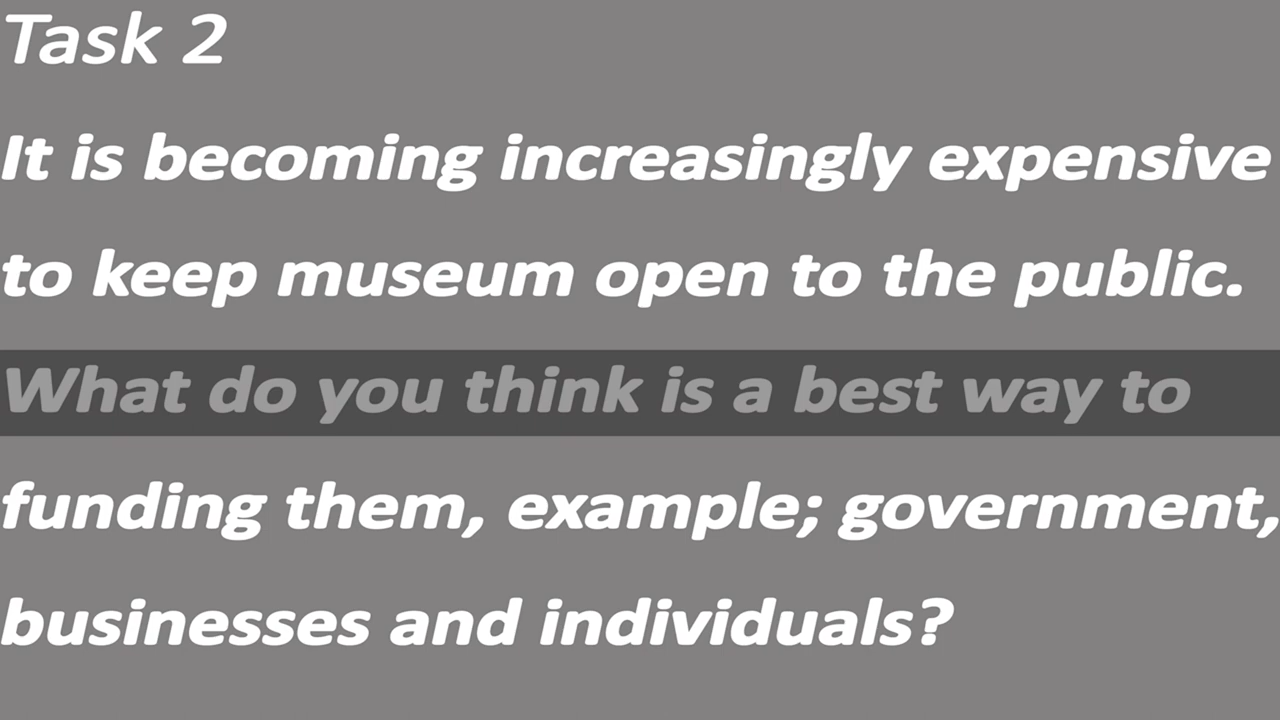 Task 2
It is becoming increasingly expensive
to keep museum open to the public.
What do you think is a best way to
funding them, example; government,
businesses and individuals?